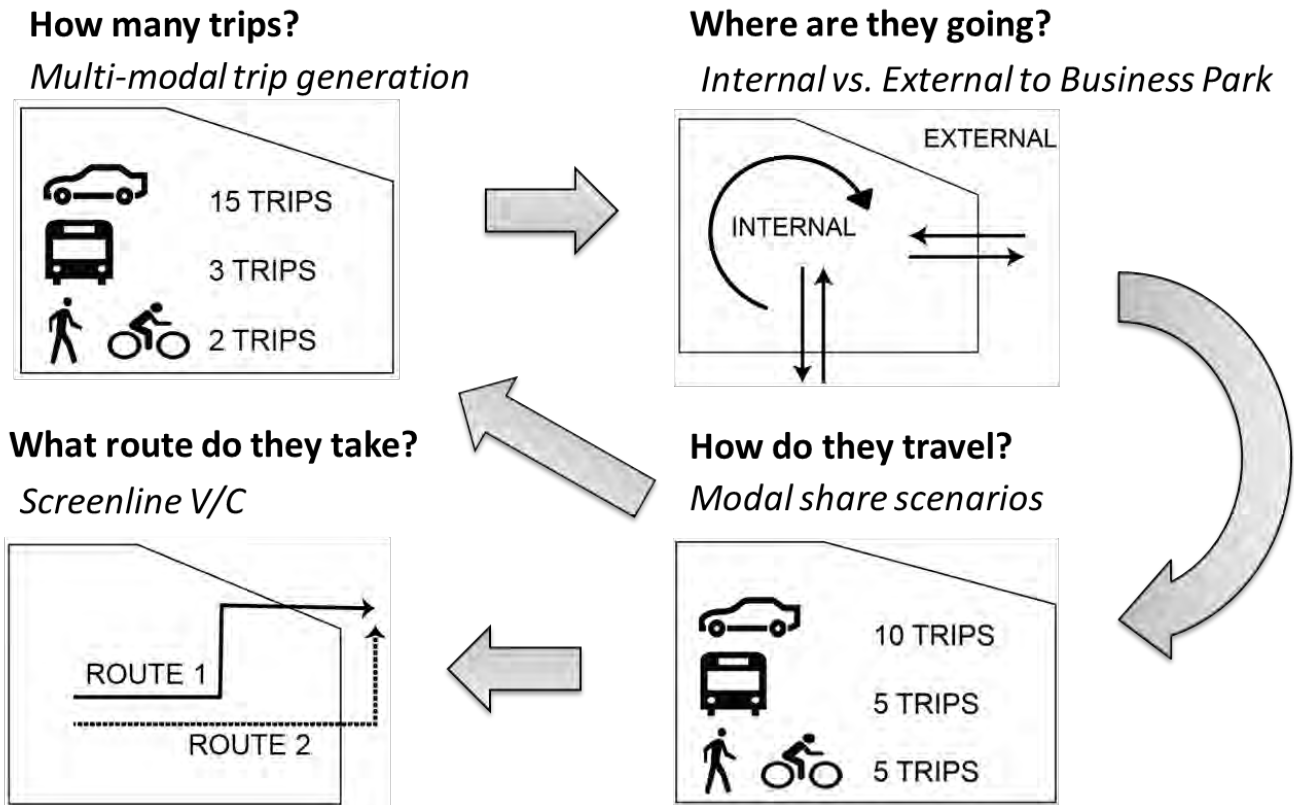 How many trips?
Multi-modal trip generation
15 TRIPS
3 TRIPS
2 TRIPS
Where are they going?
Internal vs. External to Business Park
EXTERNAL
INTERNAL
How do they travel?
Modal share scenarios
10 TRIPS
5 TRIPS
5 TRIPS
What route do they take?
Screenline V/C
ROUTE 1
ROUTE 2